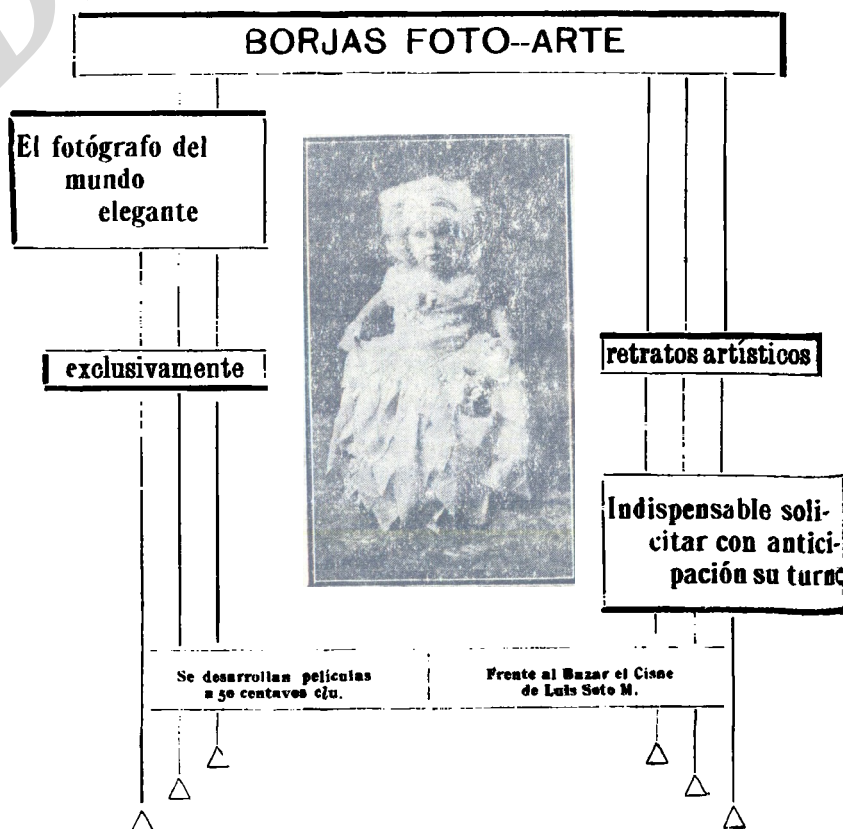 BORJAS FOTO--ARTE
El fotógrafo del
mundo
elegante
exclusivamente
retratos artísticos
Indispensable soli-
citar con antici-
pación su turno
Se desarrollan películas
a 50 centavos c/u.
Frente al Bazar el Cisne
de Luis Soto M.